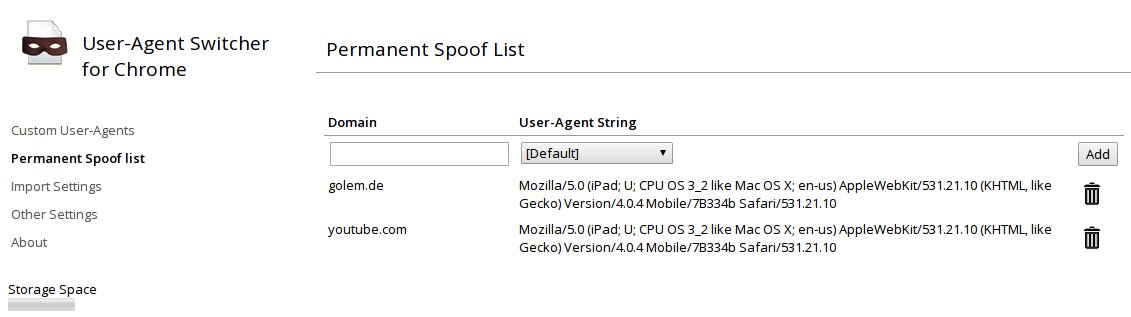 User-Agent Switcher
for Chrome
Permanent Spoof List
Custom User-Agents
Permanent Spoof list
Import Settings
Other Settings
About
Storage Space
Domain User-Agent String
[Default] Add
golem.de Mozilla/5.0 (iPad; U; CPU OS 3_2 like Mac OS X; en-us) AppleWebKit/531.21.10 (KHTML, like
Gecko) Version/4.0.4 Mobile/7B334b Safari/531.21.10
youtube.com Mozilla/5.0 (iPad; U; CPU OS 3_2 like Mac OS X; en-us) AppleWebKit/531.21.10 (KHTML, like
Gecko) Version/4.0.4 Mobile/7B334b Safari/531.21.10